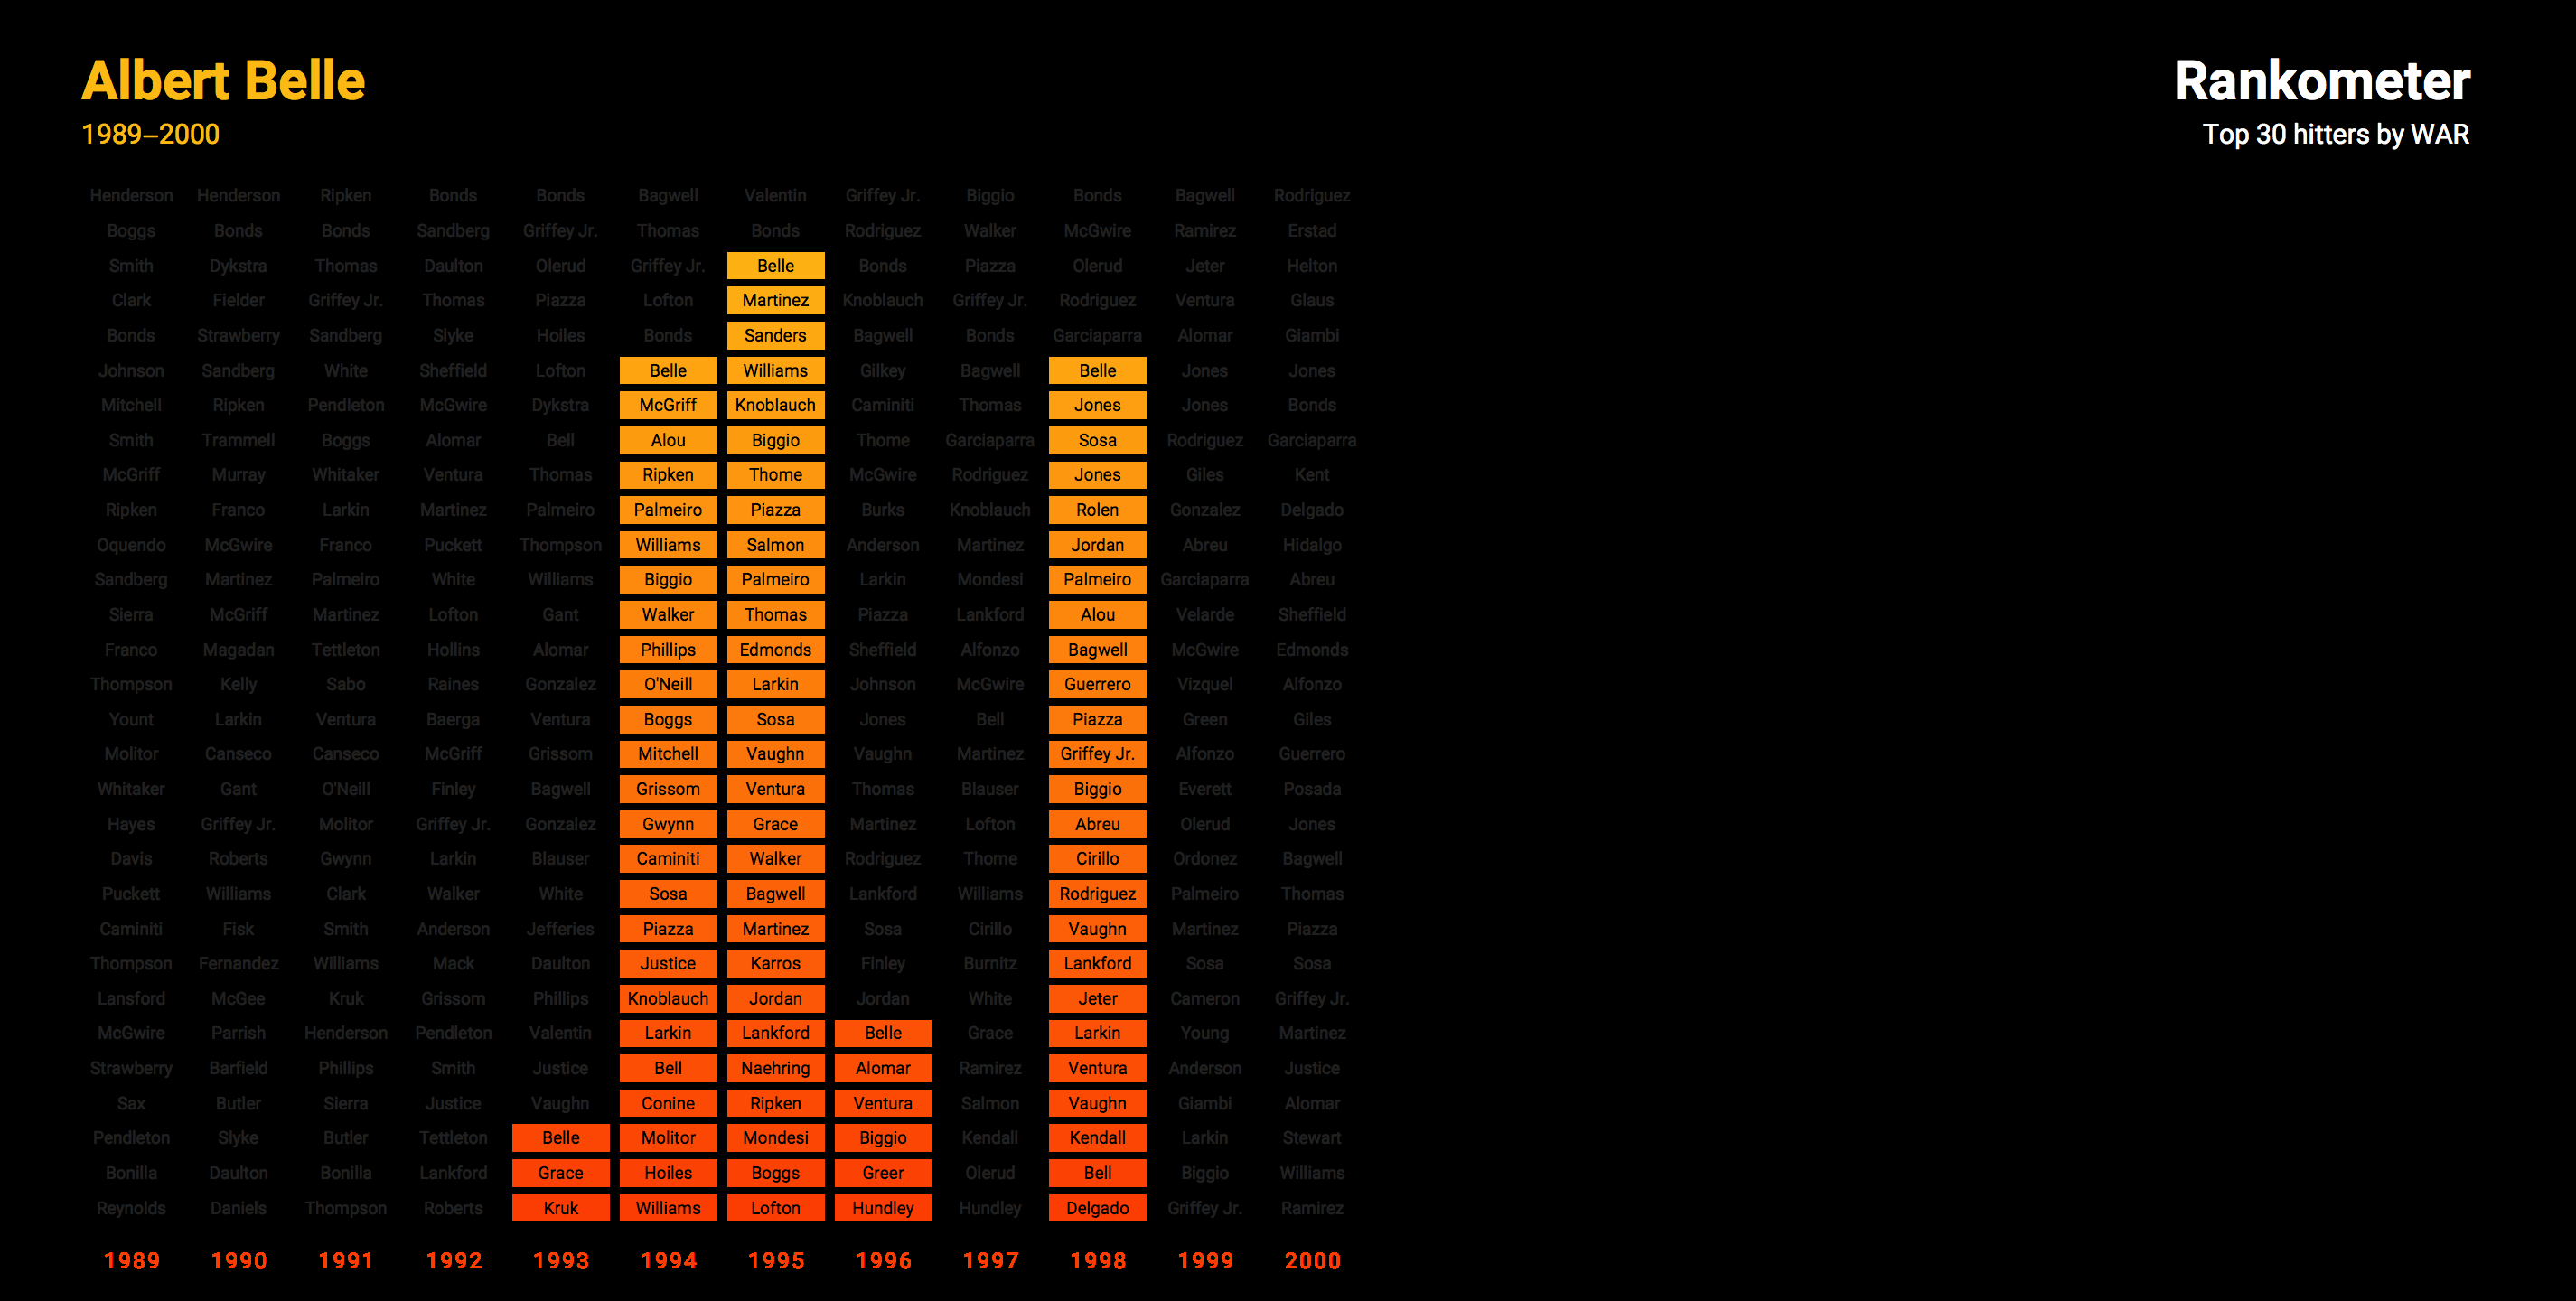 Albert Belle
1989–2000
Rankometer
Top 30 hitters by WAR
Henderson Henderson Ripken Bonds Bonds Bagwell Valentin Griffey Jr. Biggio Bonds Bagwell Rodriguez
Boggs Bonds Bonds Sandberg Griffey Jr. Thomas Bonds Rodriguez Walker McGwire Ramirez Erstad
Smith Dykstra Thomas Daulton Olerud Griffey Jr. Belle Bonds Piazza Olerud Jeter Helton
Clark Fielder Griffey Jr. Thomas Piazza Lofton Martinez Knoblauch Griffey Jr. Rodriguez Ventura Glaus
Bonds Strawberry Sandberg Slyke Hoiles Bonds Sanders Bagwell Bonds Garciaparra Alomar Giambi
Johnson Sandberg White Sheffield Lofton Belle Williams Gilkey Bagwell Belle Jones Jones
Mitchell Ripken Pendleton McGwire Dykstra McGriff Knoblauch Caminiti Thomas Jones Jones Bonds
Smith Trammell Boggs Alomar Bell Alou Biggio Thome Garciaparra Sosa Rodriguez Garciaparra
McGriff Murray Whitaker Ventura Thomas Ripken Thome McGwire Rodriguez Jones Giles Kent
Ripken Franco Larkin Martinez Palmeiro Palmeiro Piazza Burks Knoblauch Rolen Gonzalez Delgado
Oquendo McGwire Franco Puckett Thompson Williams Salmon Anderson Martinez Jordan Abreu Hidalgo
Sandberg Martinez Palmeiro White Williams Biggio Palmeiro Larkin Mondesi Palmeiro Garciaparra Abreu
Sierra McGriff Martinez Lofton Gant Walker Thomas Piazza Lankford Alou Velarde Sheffield
Franco Magadan Tettleton Hollins Alomar Phillips Edmonds Sheffield Alfonzo Bagwell McGwire Edmonds
Thompson Kelly Sabo Raines Gonzalez O'Neill Larkin Johnson McGwire Guerrero Vizquel Alfonzo
Yount Larkin Ventura Baerga Ventura Boggs Sosa Jones Bell Piazza Green Giles
Molitor Canseco Canseco McGriff Grissom Mitchell Vaughn Vaughn Martinez Griffey Jr. Alfonzo Guerrero
Whitaker Gant O'Neill Finley Bagwell Grissom Ventura Thomas Blauser Biggio Everett Posada
Hayes Griffey Jr. Molitor Griffey Jr. Gonzalez Gwynn Grace Martinez Lofton Abreu Olerud Jones
Davis Roberts Gwynn Larkin Blauser Caminiti Walker Rodriguez Thome Cirillo Ordonez Bagwell
Puckett Williams Clark Walker White Sosa Bagwell Lankford Williams Rodriguez Palmeiro Thomas
Caminiti Fisk Smith Anderson Jefferies Piazza Martinez Sosa Cirillo Vaughn Martinez Piazza
Thompson Fernandez Williams Mack Daulton Justice Karros Finley Burnitz Lankford Sosa Sosa
Lansford McGee Kruk Grissom Phillips Knoblauch Jordan Jordan White Jeter Cameron Griffey Jr.
McGwire Parrish Henderson Pendleton Valentin Larkin Lankford Belle Grace Larkin Young Martinez
Strawberry Barfield Phillips Smith Justice Bell Naehring Alomar Ramirez Ventura Anderson Justice
Sax Butler Sierra Justice Vaughn Conine Ripken Ventura Salmon Vaughn Giambi Alomar
Pendleton Slyke Butler Tettleton Belle Molitor Mondesi Biggio Kendall Kendall Larkin Stewart
Bonilla Daulton Bonilla Lankford Grace Hoiles Boggs Greer Olerud Bell Biggio Williams
Reynolds Daniels Thompson Roberts Kruk Williams Lofton Hundley Hundley Delgado Griffey Jr. Ramirez
1989 1990 1991 1992 1993 1994 1995 1996 1997 1998 1999 2000